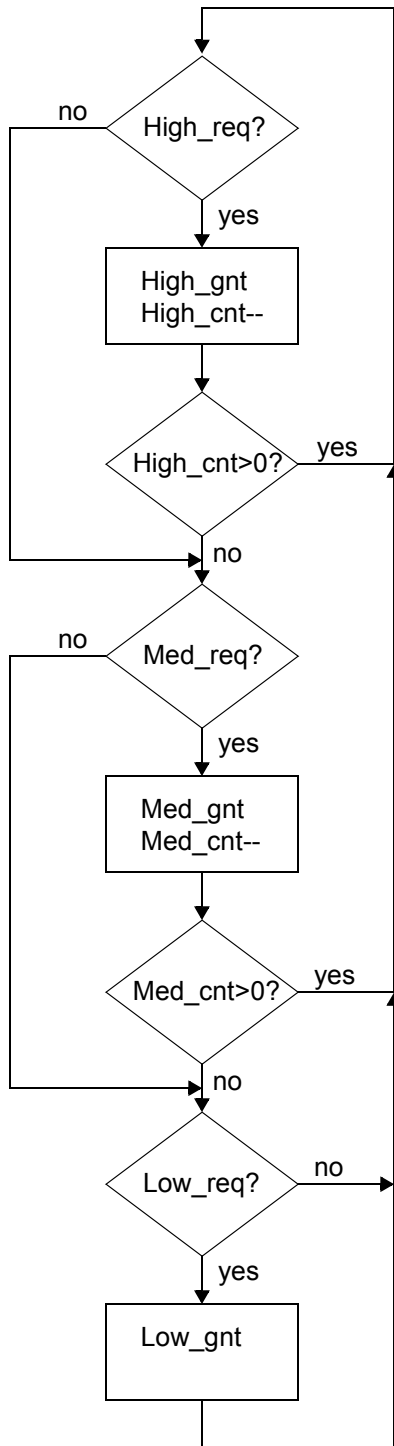 High_req?
no
yes
High_gnt
High_cnt--
High_cnt>0?
yes
no
Med_req?
no
yes
Med_gnt
Med_cnt--
Med_cnt>0?
yes
no
Low_req?
no
yes
Low_gnt